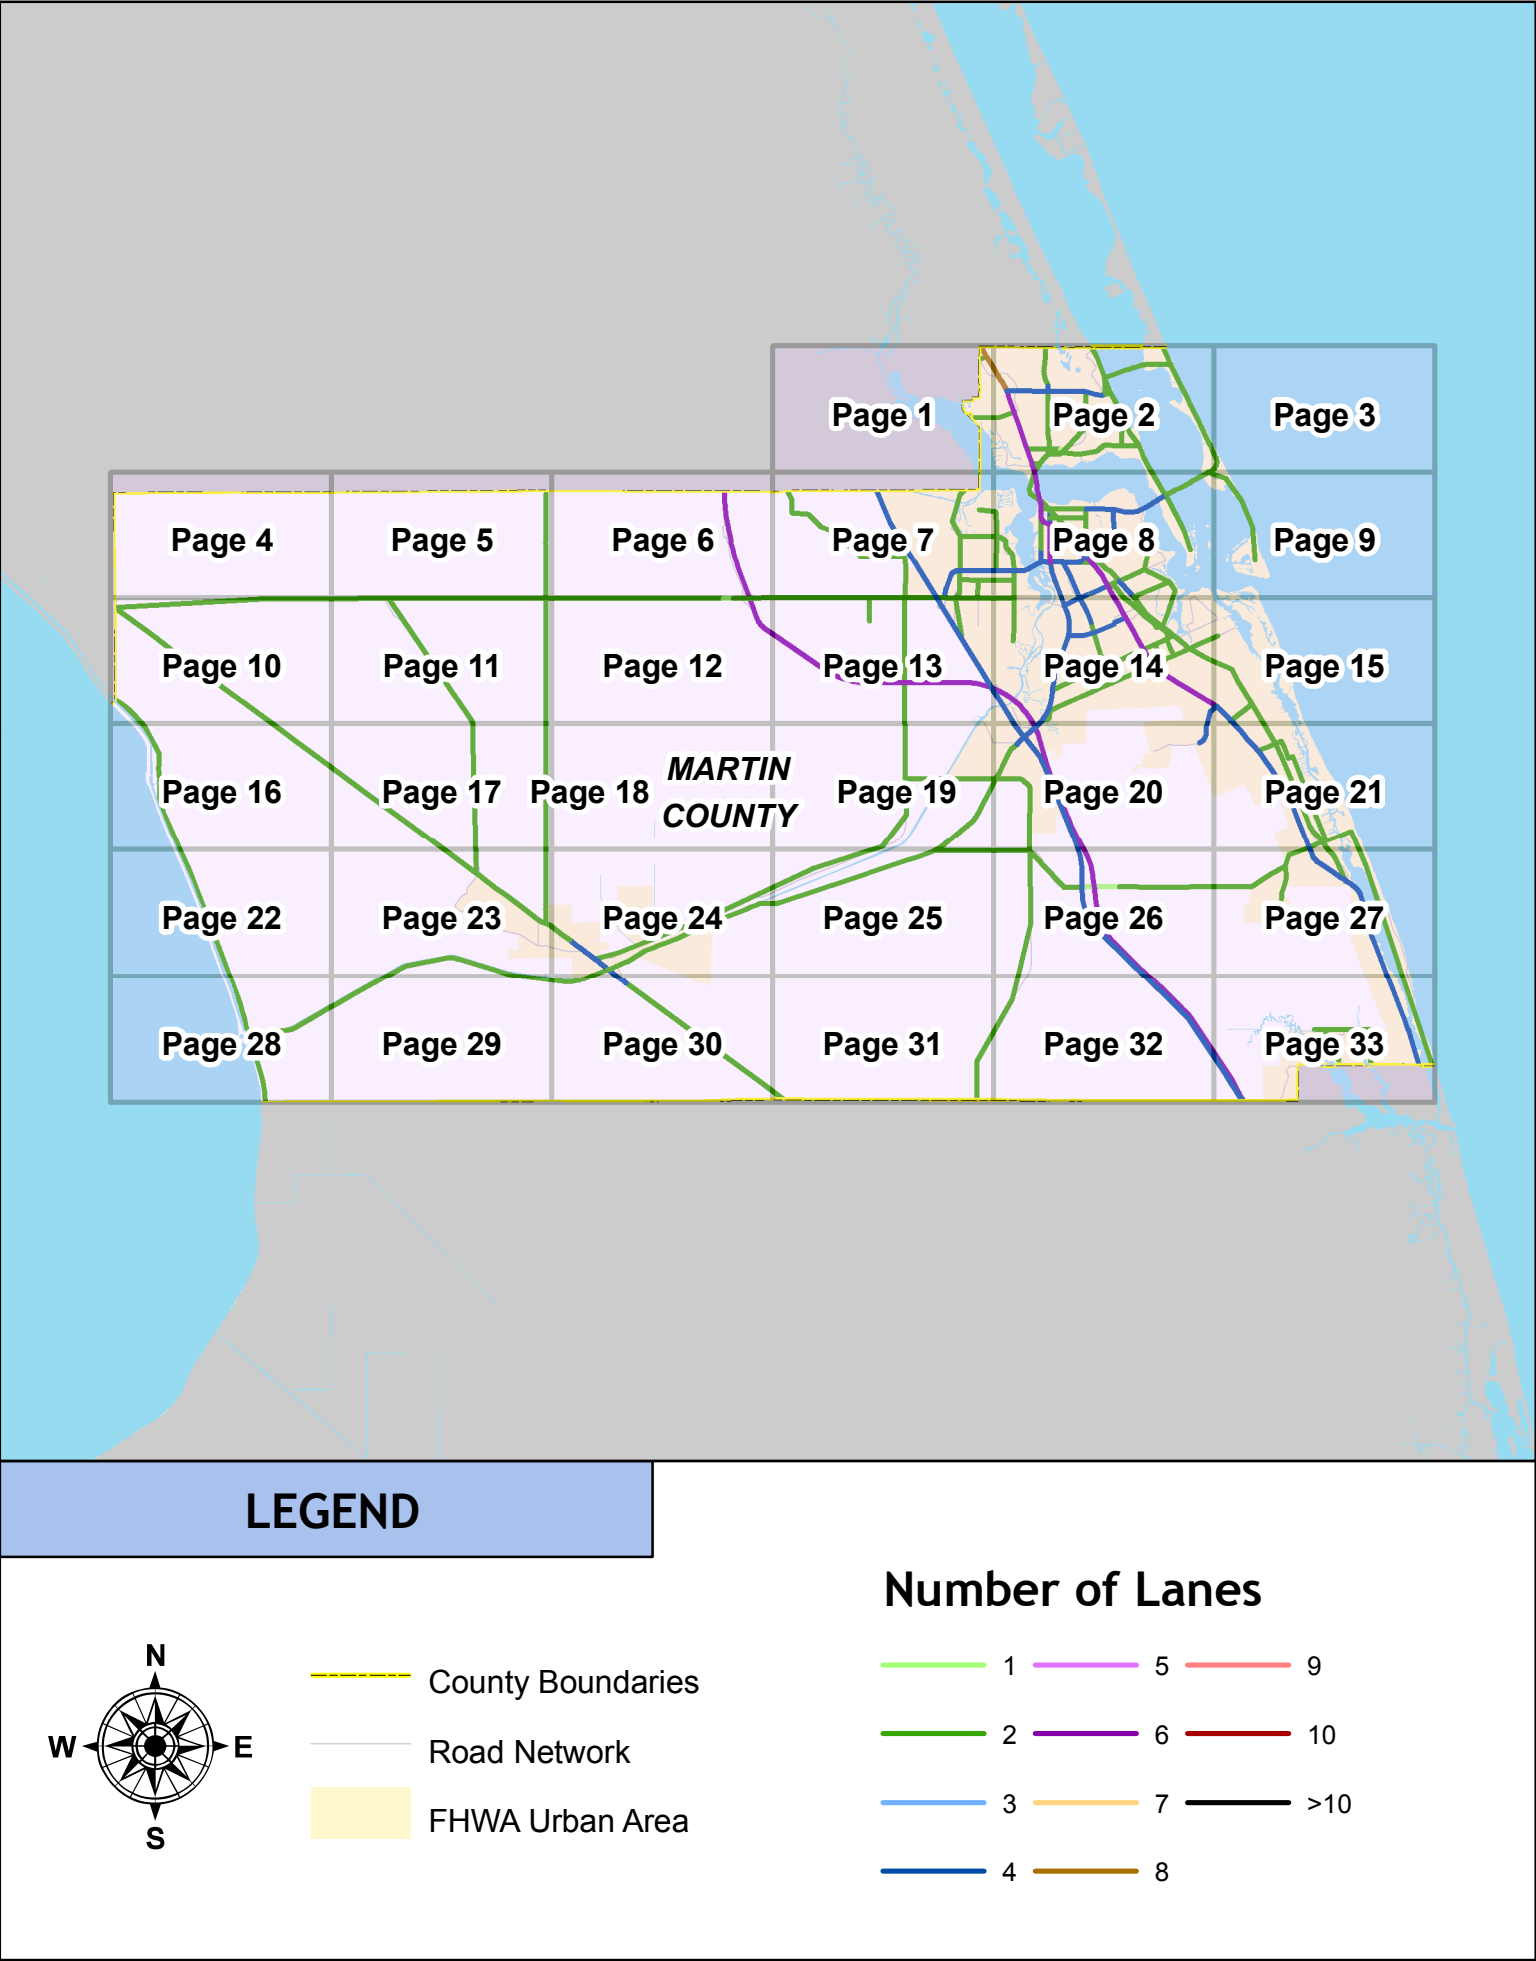 Page 1
Page 2
Page 3
Page 4
Page 5
Page 6
Page 7
Page 8
Page 9
Page 10
Page 11
Page 12
Page 13
Page 14
Page 15
MARTIN
COUNTY
Page 16
Page 17
Page 18
Page 19
Page 20
Page 21
Page 22
Page 23
Page 24
Page 25
Page 26
Page 27
Page 28
Page 29
Page 30
Page 31
Page 32
Page 33
LEGEND
N
W
E
S
County Boundaries
Road Network
FHWA Urban Area
Number of Lanes
1
5
9
2
6
10
3
7
>10
4
8